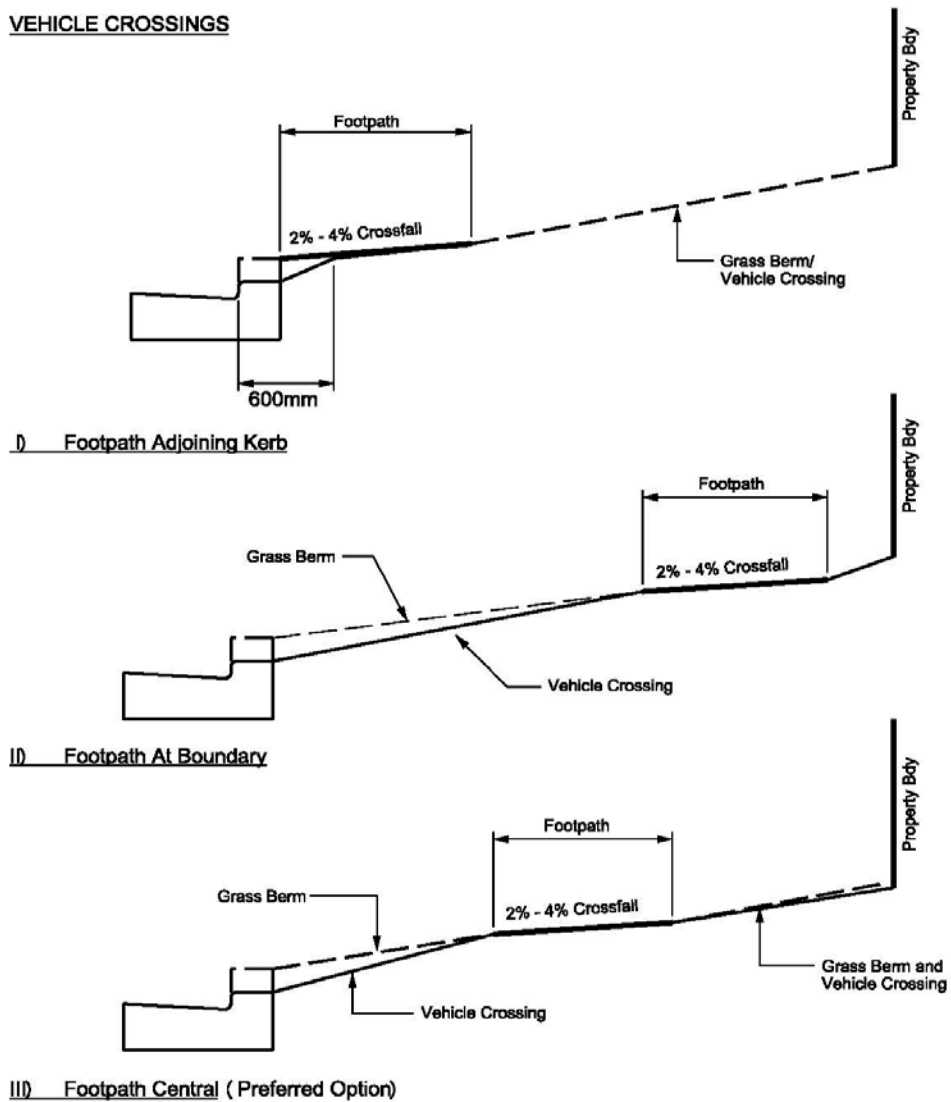 VEHICLE CROSSINGS
Property Bdy
Footpath
2% - 4% Crossfall
Grass Berm/
Vehicle Crossing
600mm
I) Footpath Adjoining Kerb
Property Bdy
Footpath
Grass Berm
2% - 4% Crossfall
Vehicle Crossing
II) Footpath At Boundary
Property Bdy
Footpath
Grass Berm
2% - 4% Crossfall
Grass Berm and
Vehicle Crossing
Vehicle Crossing
III) Footpath Central ( Preferred Option)